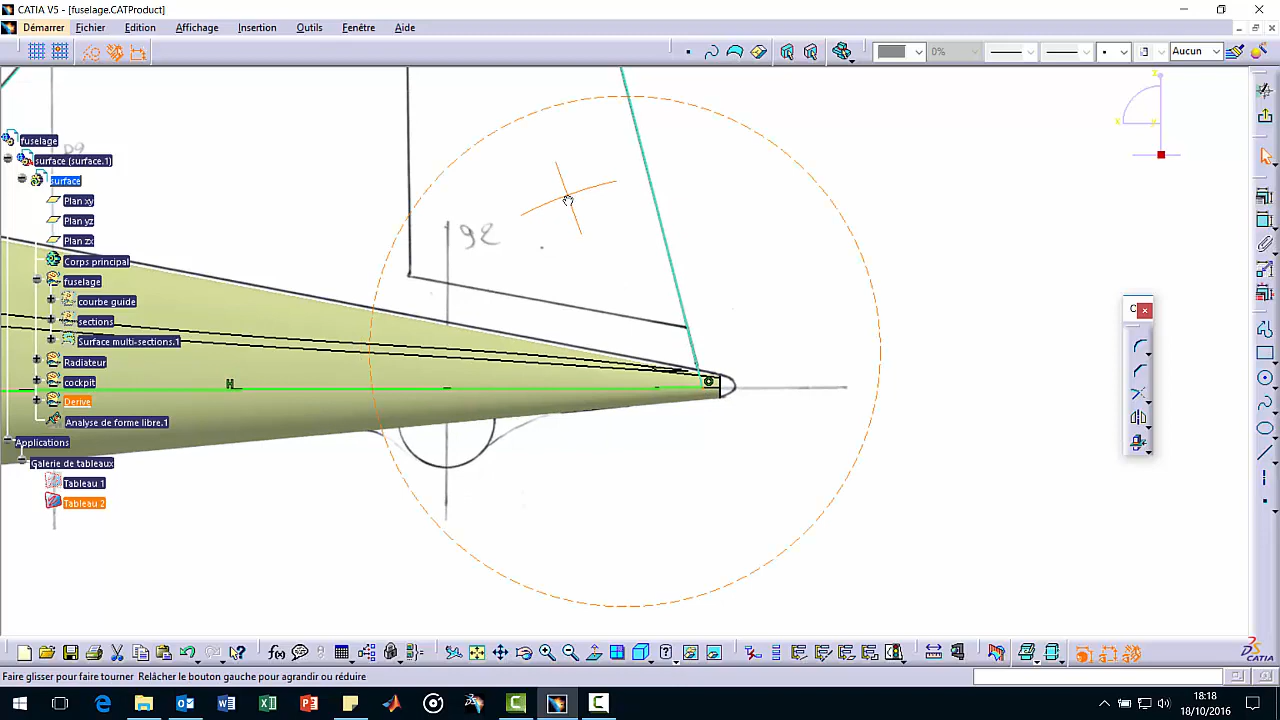 CATIA V5 - [fuselage.CATProduct]
Démarrer Fichier Edition Affichage Insertion Outils Fenêtre Aide
0% Aucun
z
x y
fuselage
surface (surface.1)
surface
Plan xy
Plan yz
Plan zx
Corps principal
fuselage
courbe guide
sections
Surface multi-sections.1
Radiateur
cockpit
Derive
Analyse de forme libre.1
Applications
Galerie de tableaux
Tableau 1
Tableau 2
H
C...
Faire glisser pour faire tourner Relâcher le bouton gauche pour agrandir ou réduire
18:18
18/10/2016